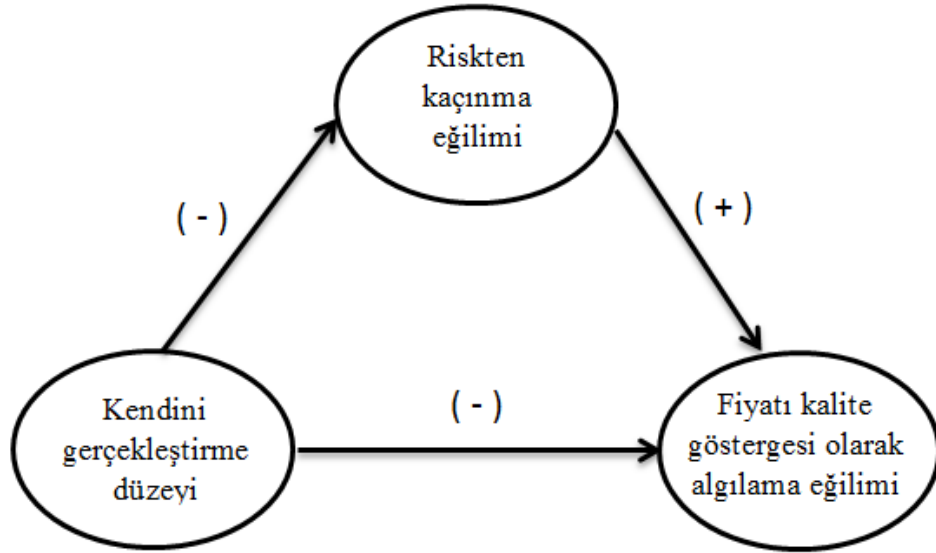 Riskten
kaçınma
eğilimi
( - )
( + )
Kendini
gerçekleştirme
düzeyi
( - )
Fiyatı kalite
göstergesi olarak
algılama eğilimi